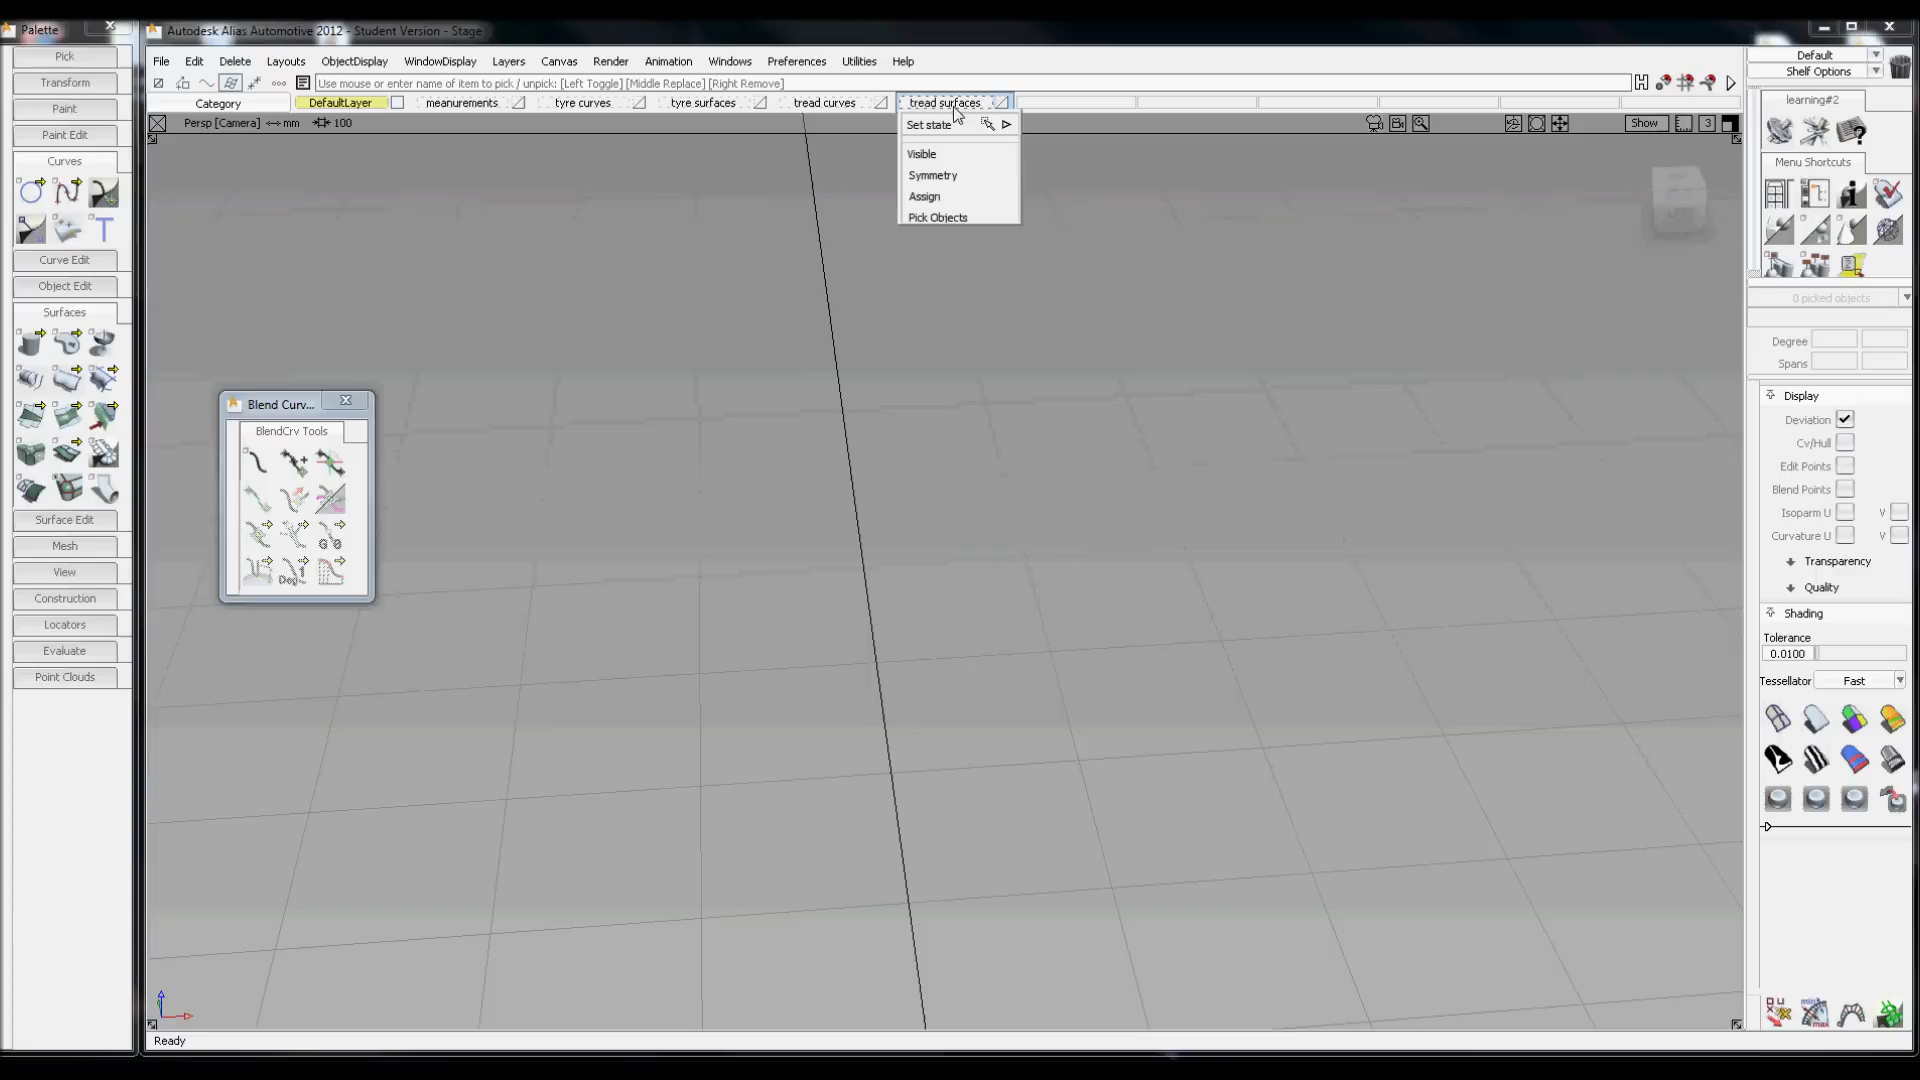 Palette
Autodesk Alias Automotive 2012 - Student Version - Stage
File Edit Delete Layouts ObjectDisplay WindowDisplay Layers Canvas Render Animation Windows Preferences Utilities Help
Use mouse or enter name of item to pick / unpick: [Left Toggle] [Middle Replace] [Right Remove]
Category DefaultLayer meanurements tyre curves tyre surfaces tread curves tread surfaces
Persp [Camera] mm 100
Show 3
Set state
Visible
Symmetry
Assign
Pick Objects
Pick
Transform
Paint
Paint Edit
Curves
Curve Edit
Object Edit
Surfaces
Surface Edit
Mesh
View
Construction
Locators
Evaluate
Point Clouds
Blend Curv...
BlendCrv Tools
Default
Shelf Options
learning#2
Menu Shortcuts
0 picked objects
Degree
Spans
Display
Deviation
Cv/Hull
Edit Points
Blend Points
Isoparm U V
Curvature U V
Transparency
Quality
Shading
Tolerance
0.0100
Tessellator Fast
Ready